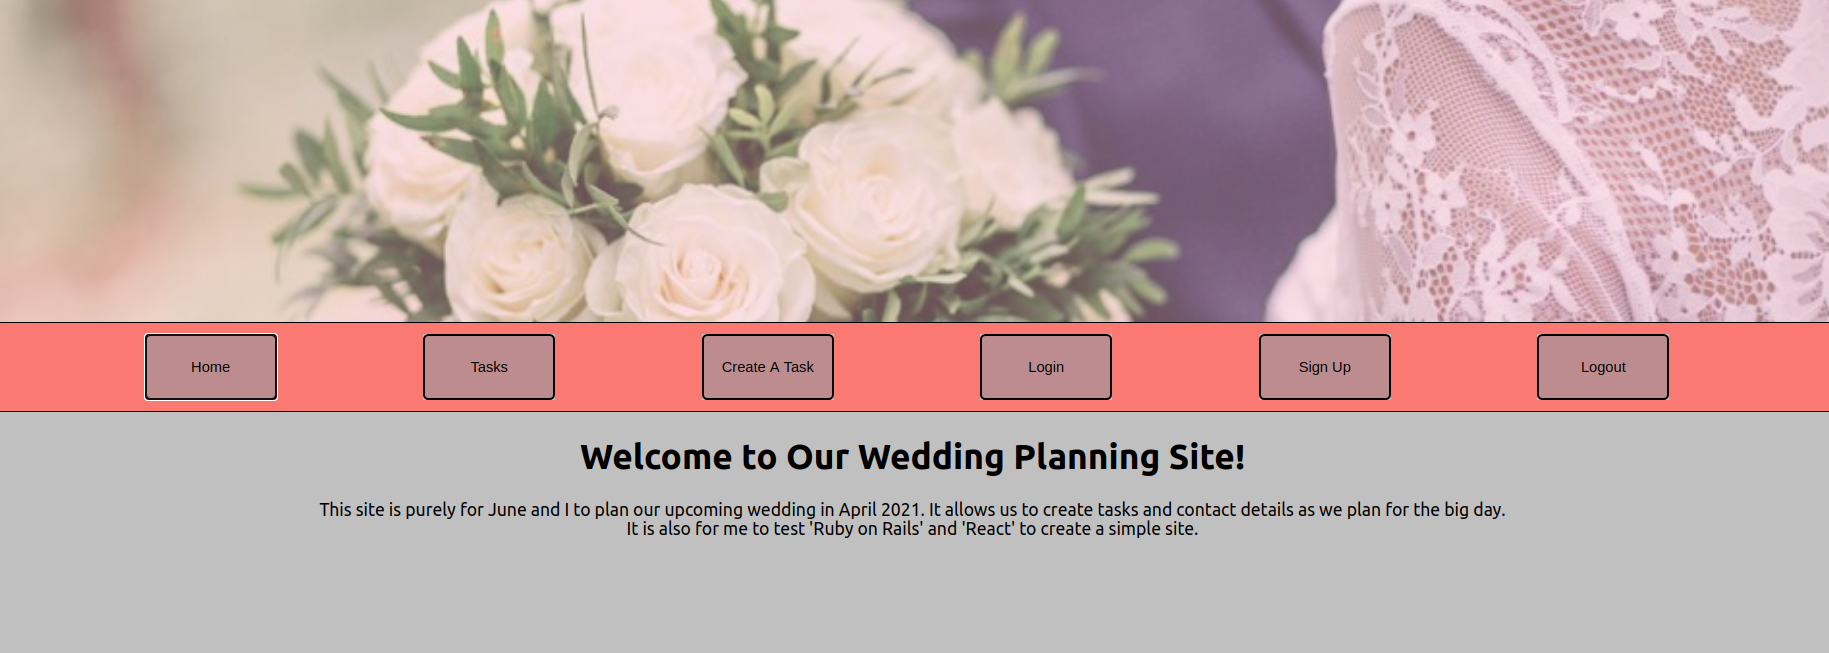 Home
Tasks
Create A Task
Login
Sign Up
Logout
Welcome to Our Wedding Planning Site!
This site is purely for June and I to plan our upcoming wedding in April 2021. It allows us to create tasks and contact details as we plan for the big day.
It is also for me to test 'Ruby on Rails' and 'React' to create a simple site.